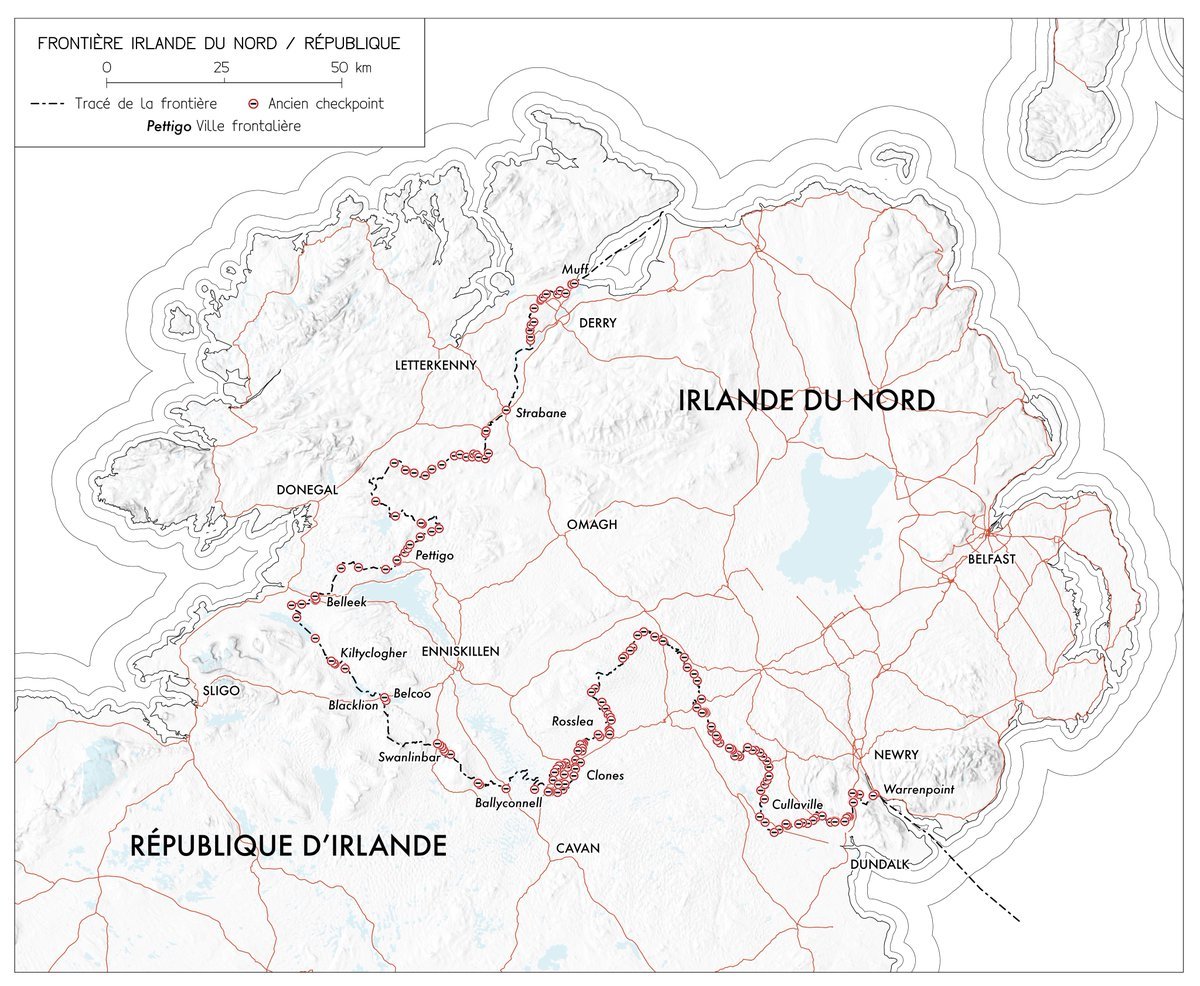 FRONTIÈRE IRLANDE DU NORD / RÉPUBLIQUE
0 25 50 km
Tracé de la frontière Ancien checkpoint
Pettigo Ville frontalière
Muff
DERRY
LETTERKENNY
IRLANDE DU NORD
Strabane
DONEGAL
OMAGH
Pettigo
BELFAST
Belleek
Kiltyclogher
ENNISKILLEN
SLIGO
Belcoo
Blacklion
Rosslea
Swanlinbar
NEWRY
Clones
Warrenpoint
Ballyconnell
Cullaville
RÉPUBLIQUE D'IRLANDE
CAVAN
DUNDALK